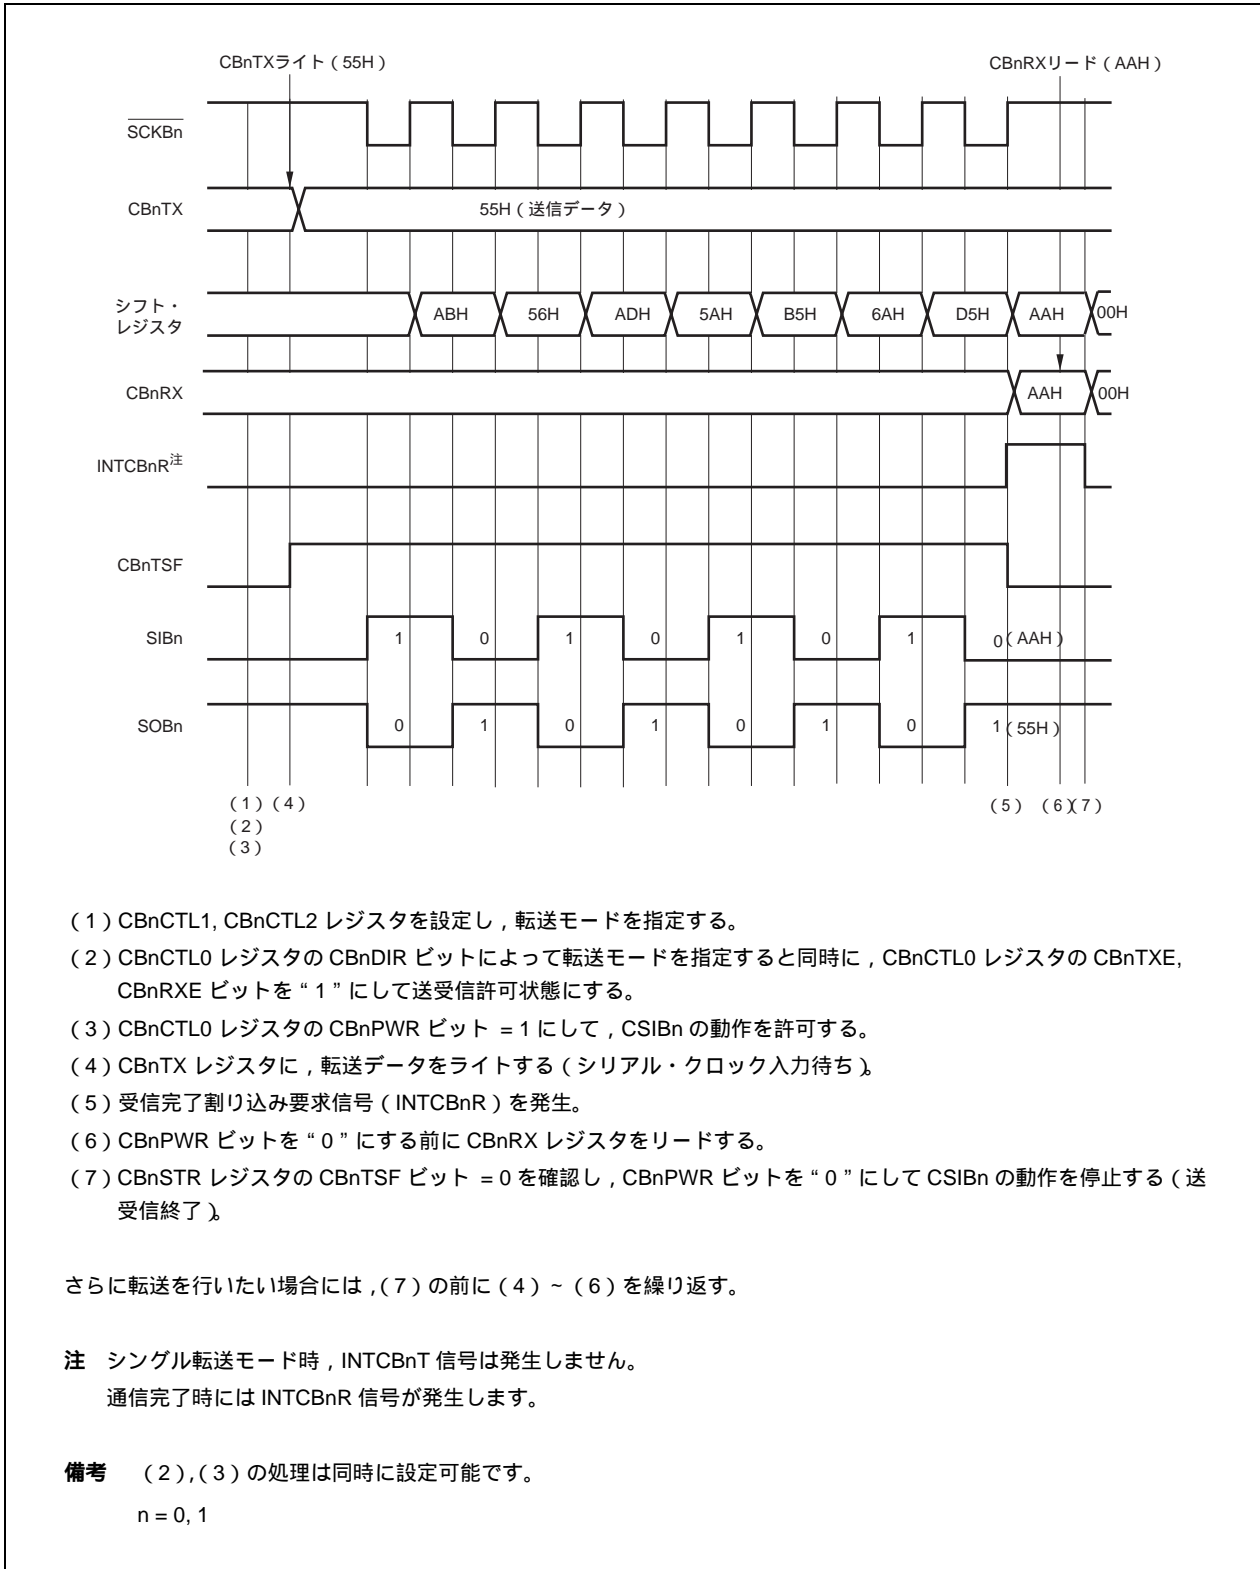 CBnTXライト（55H）
CBnRXリード（AAH）
SCKBn
CBnTX
55H（送信データ）
シフト・
レジスタ
ABH 56H ADH 5AH B5H 6AH D5H AAH 00H
CBnRX
AAH 00H
INTCBnR注
CBnTSF
SIBn
1 0 1 0 1 0 1 0（AAH）
SOBn
0 1 0 1 0 1 0 1（55H）
（1）（4）
（5）（6）（7）
（2）
（3）
（1）CBnCTL1, CBnCTL2 レジスタを設定し，転送モードを指定する。
（2）CBnCTL0 レジスタの CBnDIR ビットによって転送モードを指定すると同時に，CBnCTL0 レジスタの CBnTXE,
CBnRXE ビットを“1”にして送受信許可状態にする。
（3）CBnCTL0 レジスタの CBnPWR ビット = 1 にして，CSIBn の動作を許可する。
（4）CBnTX レジスタに，転送データをライトする（シリアル・クロック入力待ち）。
（5）受信完了割り込み要求信号（INTCBnR）を発生。
（6）CBnPWR ビットを“0”にする前に CBnRX レジスタをリードする。
（7）CBnSTR レジスタの CBnTSF ビット = 0 を確認し，CBnPWR ビットを“0”にして CSIBn の動作を停止する（送
受信終了）。
さらに転送を行いたい場合には，（7）の前に（4）~（6）を繰り返す。
注 シングル転送モード時，INTCBnT 信号は発生しません。
通信完了時には INTCBnR 信号が発生します。
備考 （2），（3）の処理は同時に設定可能です。
n = 0, 1